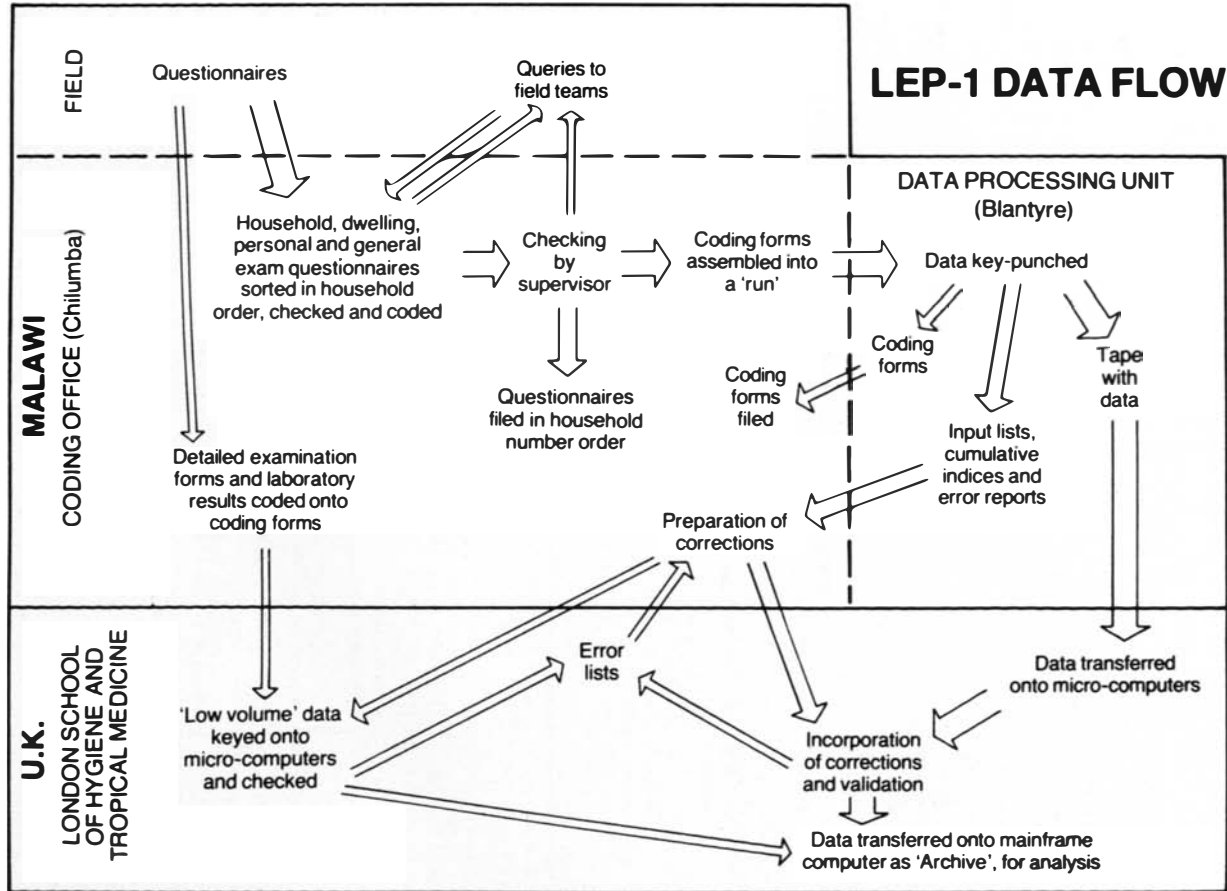 LEP-1 DATA FLOW
FIELD
Questionnaires
Queries to
field teams
MALAWI
CODING OFFICE (Chilumba)
Household, dwelling,
personal and general
exam questionnaires
sorted in household
order, checked and coded
Checking
by
supervisor
Coding forms
assembled into
a 'run'
DATA PROCESSING UNIT
(Blantyre)
Data key-punched
Coding
forms
Tape
with
data
Coding
forms
filed
Questionnaires
filed in household
number order
Input lists,
cumulative
indices and
error reports
Detailed examination
forms and laboratory
results coded onto
coding forms
Preparation of
corrections
U.K.
LONDON SCHOOL
OF HYGIENE AND
TROPICAL MEDICINE
Error
lists
Data transferred
onto micro-computers
'Low volume' data
keyed onto
micro-computers
and checked
Incorporation
of corrections
and validation
Data transferred onto mainframe
computer as 'Archive', for analysis